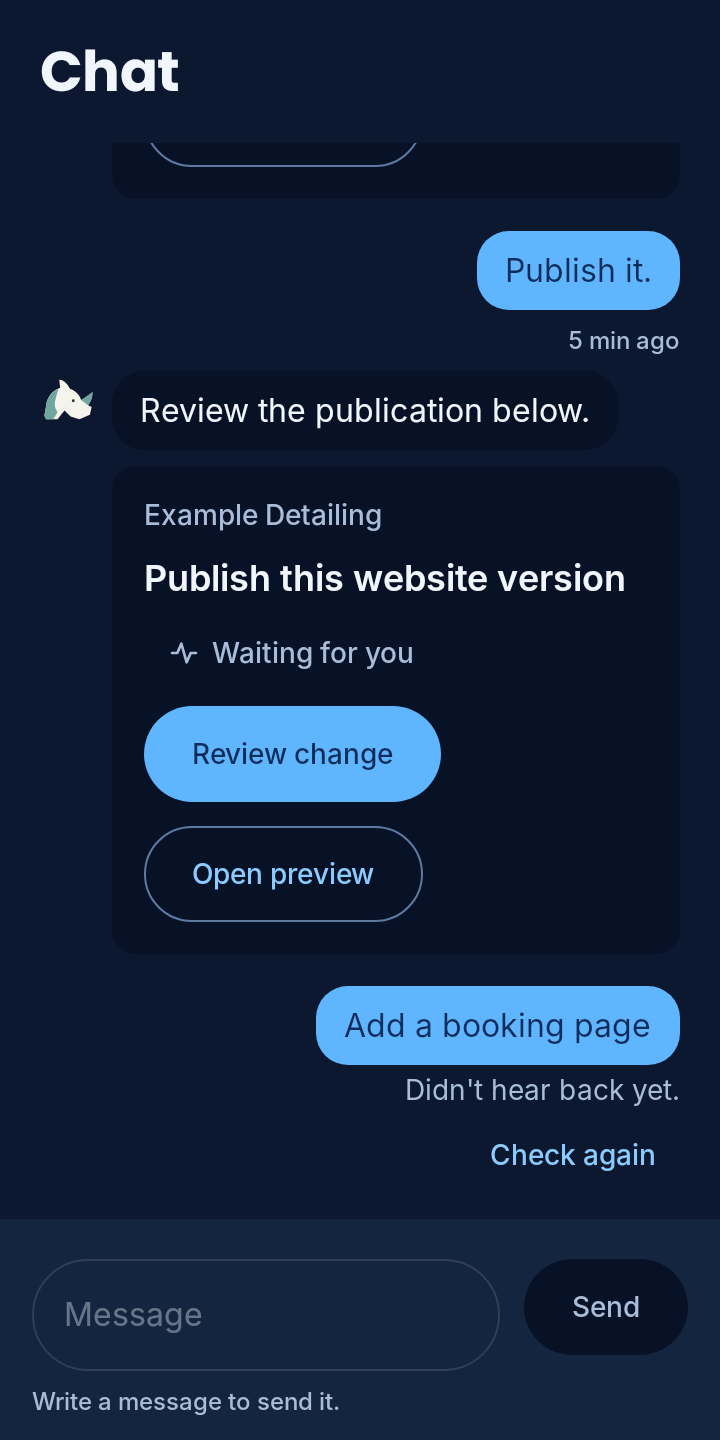 Chat
Publish it.
5 min ago
Review the publication below.
Example Detailing
Publish this website version
Waiting for you
Review change
Open preview
Add a booking page
Didn't hear back yet.
Check again
Message
Send
Write a message to send it.